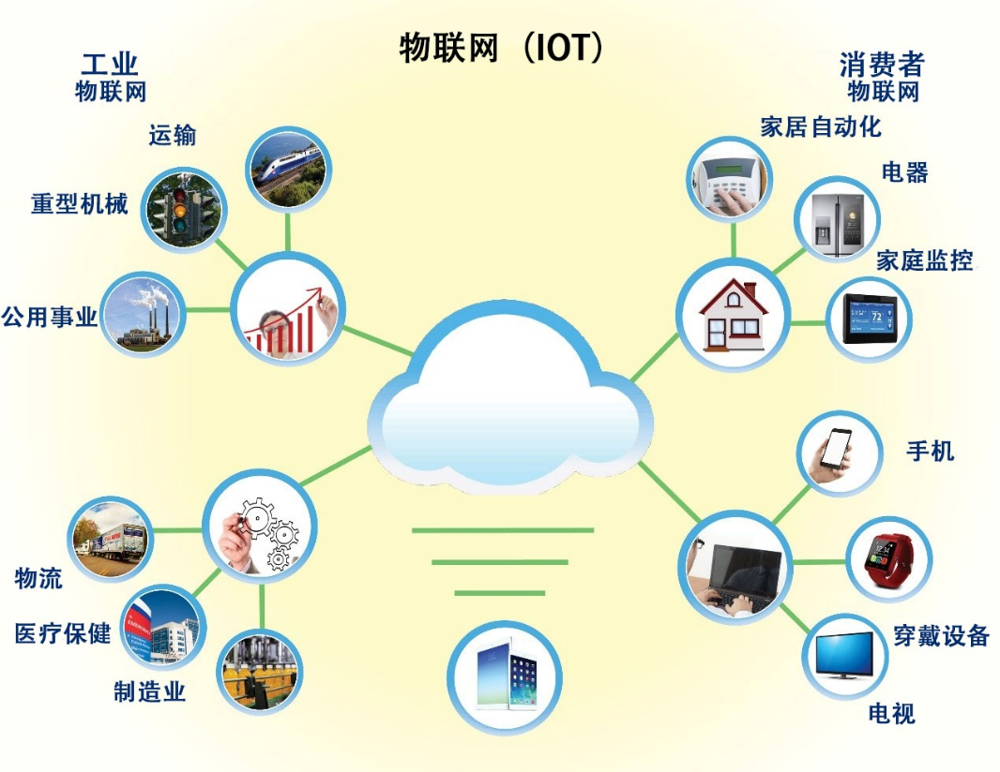 物联网（IOT）
工业
物联网
运输
重型机械
公用事业
物流
医疗保健
制造业
消费者
物联网
家居自动化
电器
家庭监控
72
手机
穿戴设备
电视